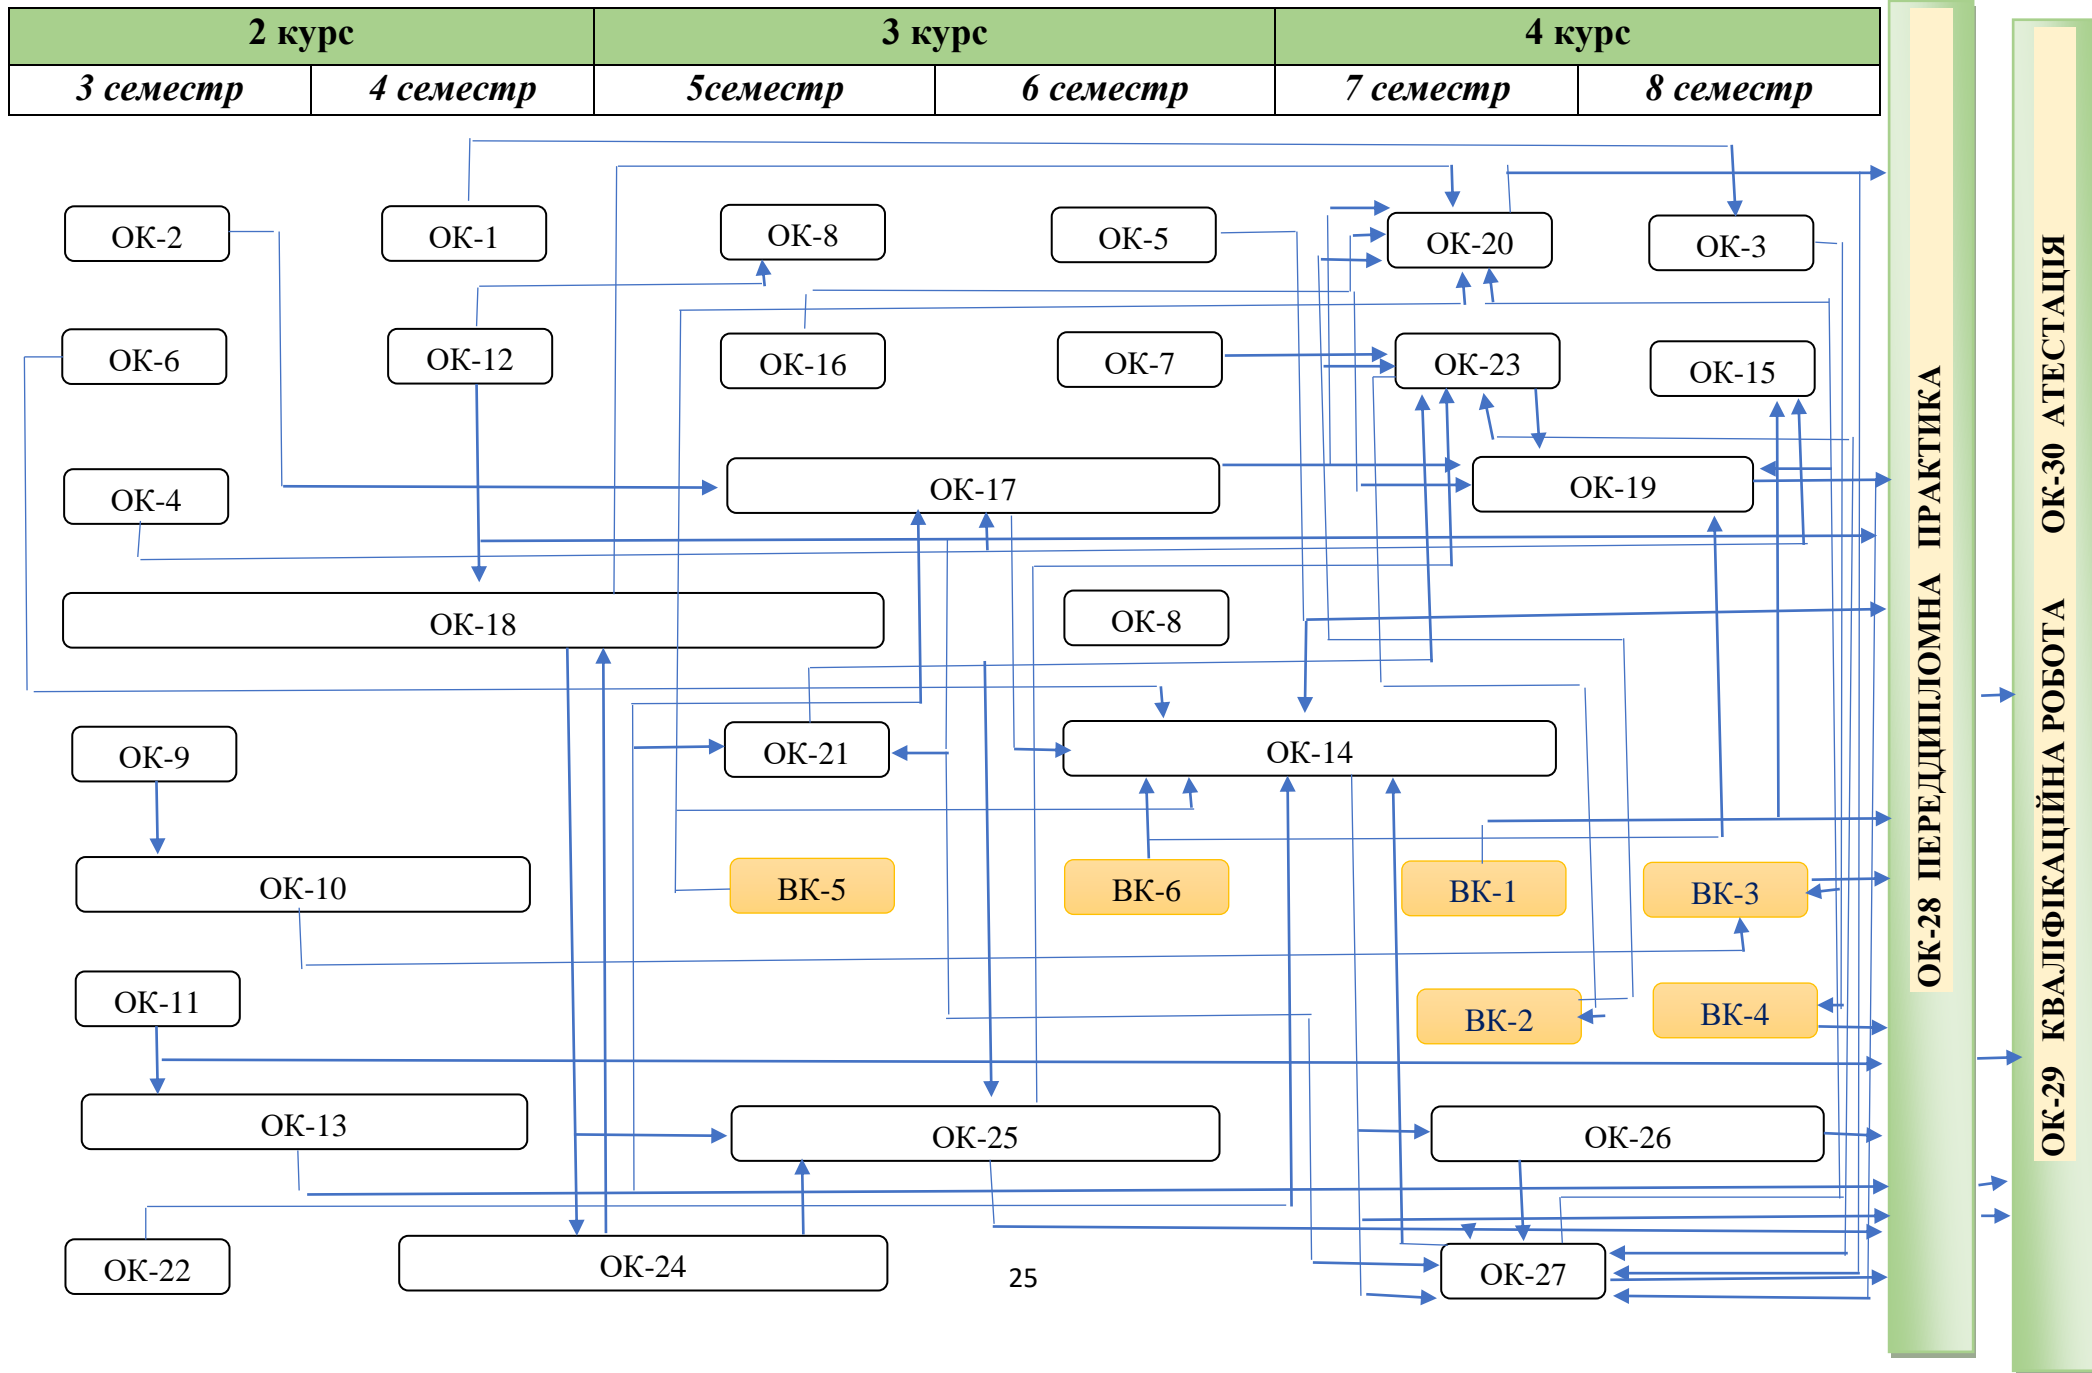 2 курс 3 курс 4 курс
3 семестр 4 семестр 5семестр 6 семестр 7 семестр 8 семестр
ОК-2 ОК-1 ОК-8 ОК-5 ОК-20 ОК-3
ОК-6 ОК-12 ОК-16 ОК-7 ОК-23 ОК-15
ОК-4 ОК-17 ОК-19
ОК-18 ОК-8
ОК-9 ОК-21 ОК-14
ОК-10 ВК-5 ВК-6 ВК-1 ВК-3
ОК-11 ВК-2 ВК-4
ОК-13 ОК-25 ОК-26
ОК-22 ОК-24 25 ОК-27
ОК-28 ПЕРЕДДИПЛОМНА ПРАКТИКА
ОК-29 КВАЛІФІКАЦІЙНА РОБОТА ОК-30 АТЕСТАЦІЯ